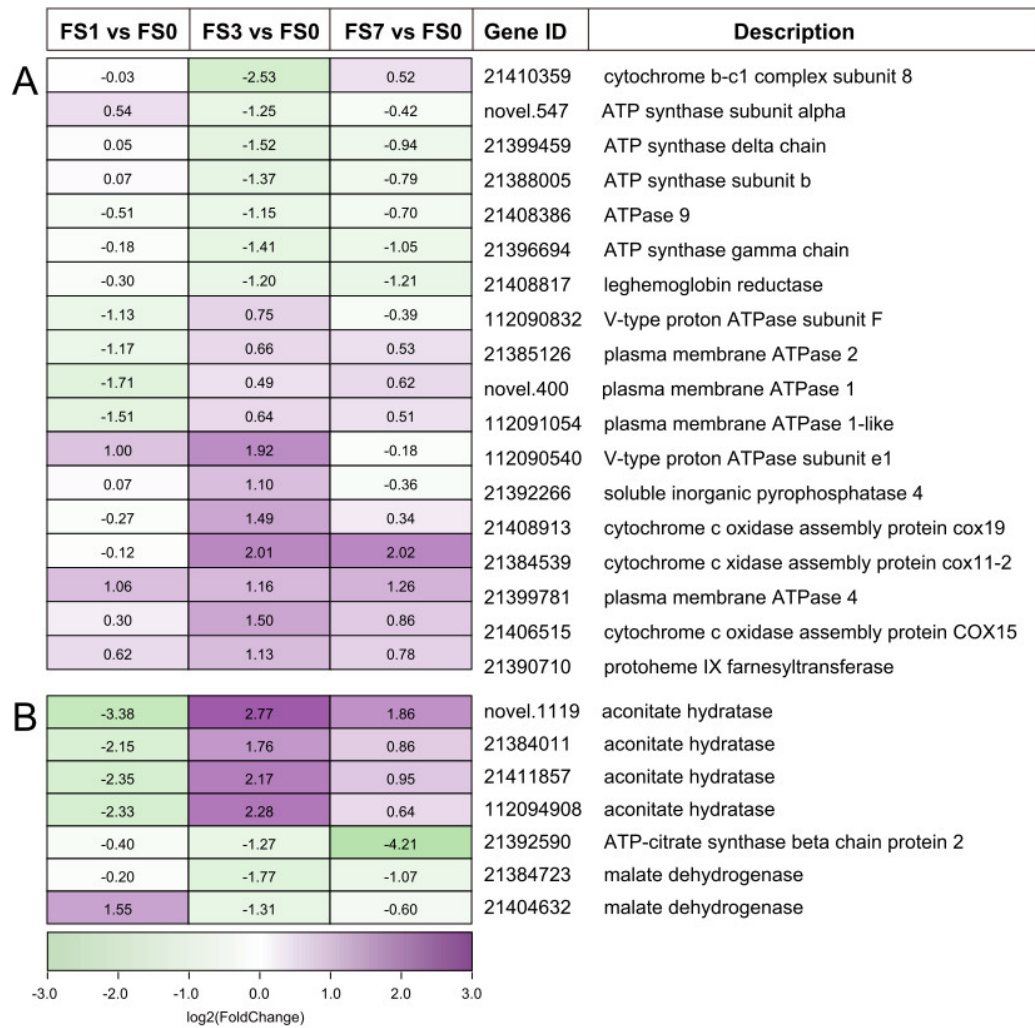 FS1 vs FS0 FS3 vs FS0 FS7 vs FS0 Gene ID Description
A
-0.03 -2.53 0.52 21410359 cytochrome b-c1 complex subunit 8
0.54 -1.25 -0.42 novel.547 ATP synthase subunit alpha
0.05 -1.52 -0.94 21399459 ATP synthase delta chain
0.07 -1.37 -0.79 21388005 ATP synthase subunit b
-0.51 -1.15 -0.70 21408386 ATPase 9
-0.18 -1.41 -1.05 21396694 ATP synthase gamma chain
-0.30 -1.20 -1.21 21408817 leghemoglobin reductase
-1.13 0.75 -0.39 112090832 V-type proton ATPase subunit F
-1.17 0.66 0.53 21385126 plasma membrane ATPase 2
-1.71 0.49 0.62 novel.400 plasma membrane ATPase 1
-1.51 0.64 0.51 112091054 plasma membrane ATPase 1-like
1.00 1.92 -0.18 112090540 V-type proton ATPase subunit e1
0.07 1.10 -0.36 21392266 soluble inorganic pyrophosphatase 4
-0.27 1.49 0.34 21408913 cytochrome c oxidase assembly protein cox19
-0.12 2.01 2.02 21384539 cytochrome c xidase assembly protein cox11-2
1.06 1.16 1.26 21399781 plasma membrane ATPase 4
0.30 1.50 0.86 21406515 cytochrome c oxidase assembly protein COX15
0.62 1.13 0.78 21390710 protoheme IX farnesyltransferase
B
-3.38 2.77 1.86 novel.1119 aconitate hydratase
-2.15 1.76 0.86 21384011 aconitate hydratase
-2.35 2.17 0.95 21411857 aconitate hydratase
-2.33 2.28 0.64 112094908 aconitate hydratase
-0.40 -1.27 -4.21 21392590 ATP-citrate synthase beta chain protein 2
-0.20 -1.77 -1.07 21384723 malate dehydrogenase
1.55 -1.31 -0.60 21404632 malate dehydrogenase
-3.0 -2.0 -1.0 0.0 1.0 2.0 3.0
log2(FoldChange)